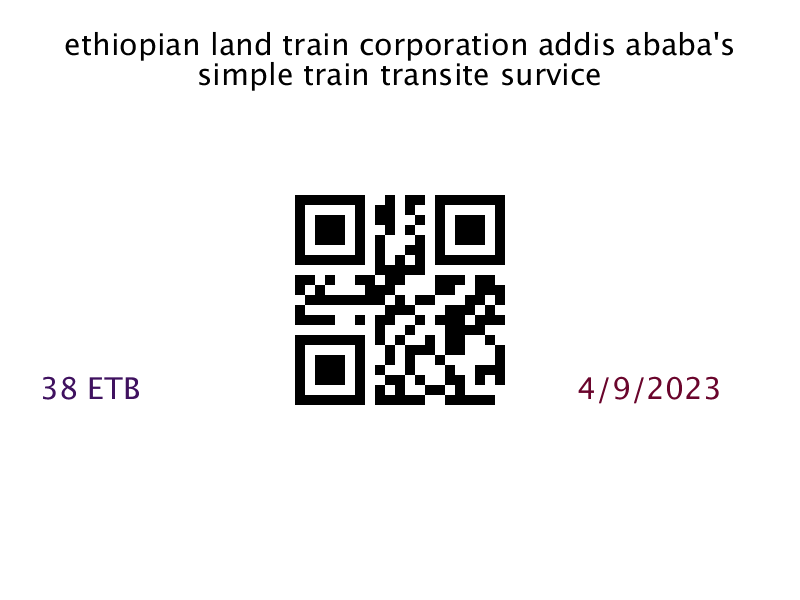 ethiopian land train corporation addis ababa's
simple train transite survice
38 ETB
4/9/2023